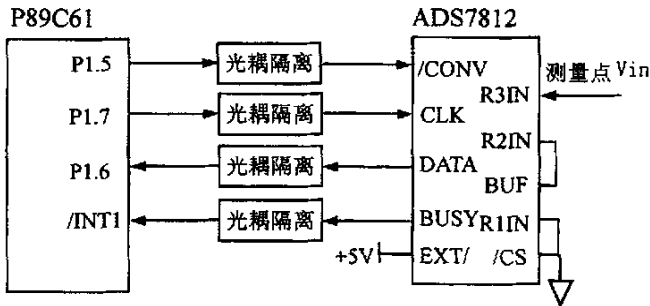 P89C61
ADS7812
P1.5
光耦隔离
/CONV
测量点 Vin
R3IN
P1.7
光耦隔离
CLK
R2IN
P1.6
光耦隔离
DATA
BUF
/INT1
光耦隔离
BUSY
R1IN
+5V
EXT/
/CS